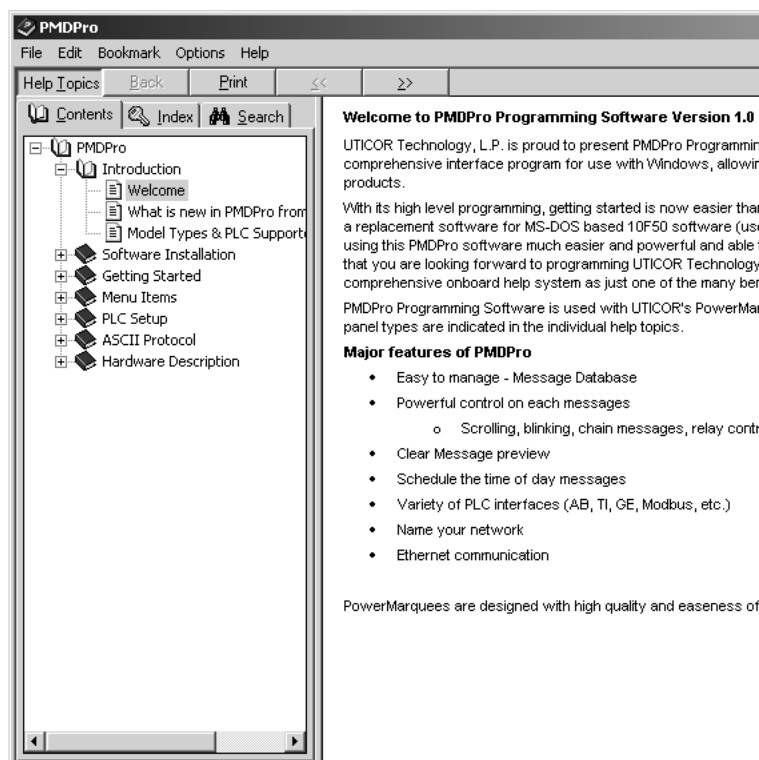 PMDPro
File Edit Bookmark Options Help
Help Topics Back Print << >>
Contents Index Search
PMDPro
Introduction
Welcome
What is new in PMDPro from
Model Types & PLC Supporte
Software Installation
Getting Started
Menu Items
PLC Setup
ASCII Protocol
Hardware Description
Welcome to PMDPro Programming Software Version 1.0
UTICOR Technology, L.P. is proud to present PMDPro Programmin
comprehensive interface program for use with Windows, allowin
products.
With its high level programming, getting started is now easier than
a replacement software for MS-DOS based 10F50 software (use
using this PMDPro software much easier and powerful and able
that you are looking forward to programming UTICOR Technology
comprehensive onboard help system as just one of the many ber
PMDPro Programming Software is used with UTICOR's PowerMar
panel types are indicated in the individual help topics.
Major features of PMDPro
• Easy to manage - Message Database
• Powerful control on each messages
o Scrolling, blinking, chain messages, relay contr
• Clear Message preview
• Schedule the time of day messages
• Variety of PLC interfaces (AB, TI, GE, Modbus, etc.)
• Name your network
• Ethernet communication
PowerMarquees are designed with high quality and easeness of